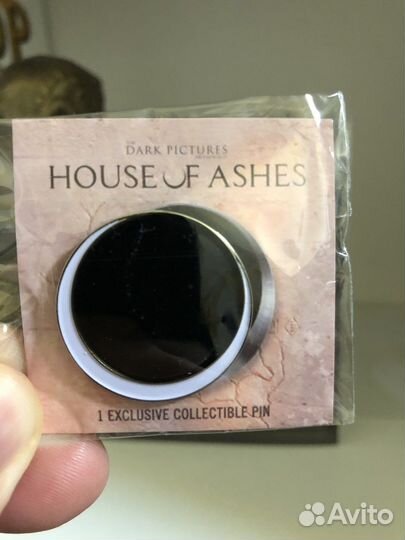 THE
DARK PICTURES
HOUSE OF ASHES
1 EXCLUSIVE COLLECTIBLE PIN
Avito